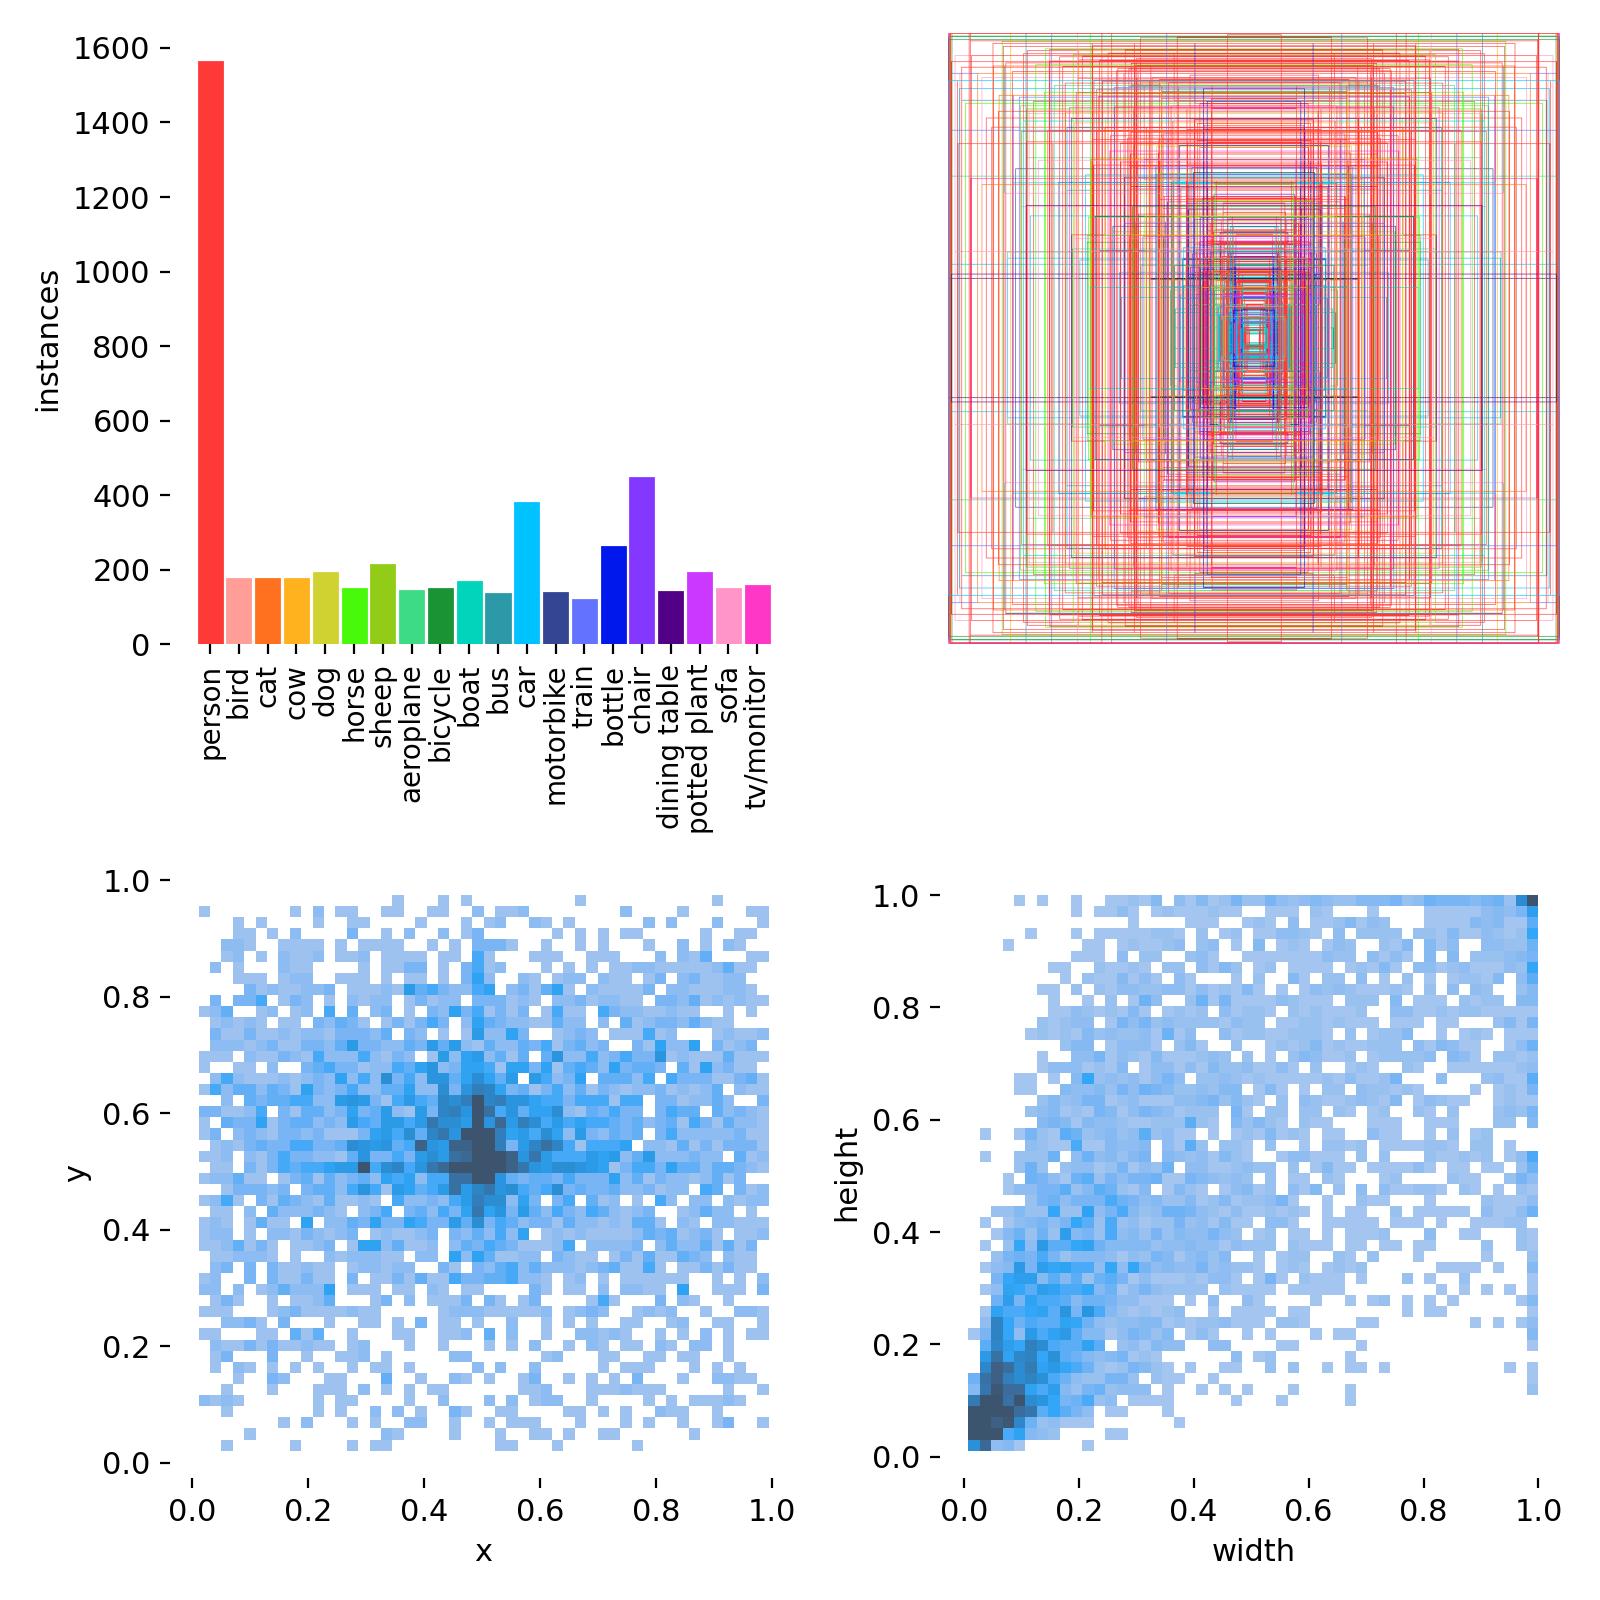 1600
1400
1200
1000
800
600
400
200
0
instances
person
bird
cat
cow
dog
horse
sheep
aeroplane
bicycle
boat
bus
car
motorbike
train
bottle
chair
dining table
potted plant
sofa
tv/monitor
1.0
0.8
0.6
0.4
0.2
0.0
y
0.0 0.2 0.4 0.6 0.8 1.0
x
1.0
0.8
0.6
0.4
0.2
0.0
height
0.0 0.2 0.4 0.6 0.8 1.0
width